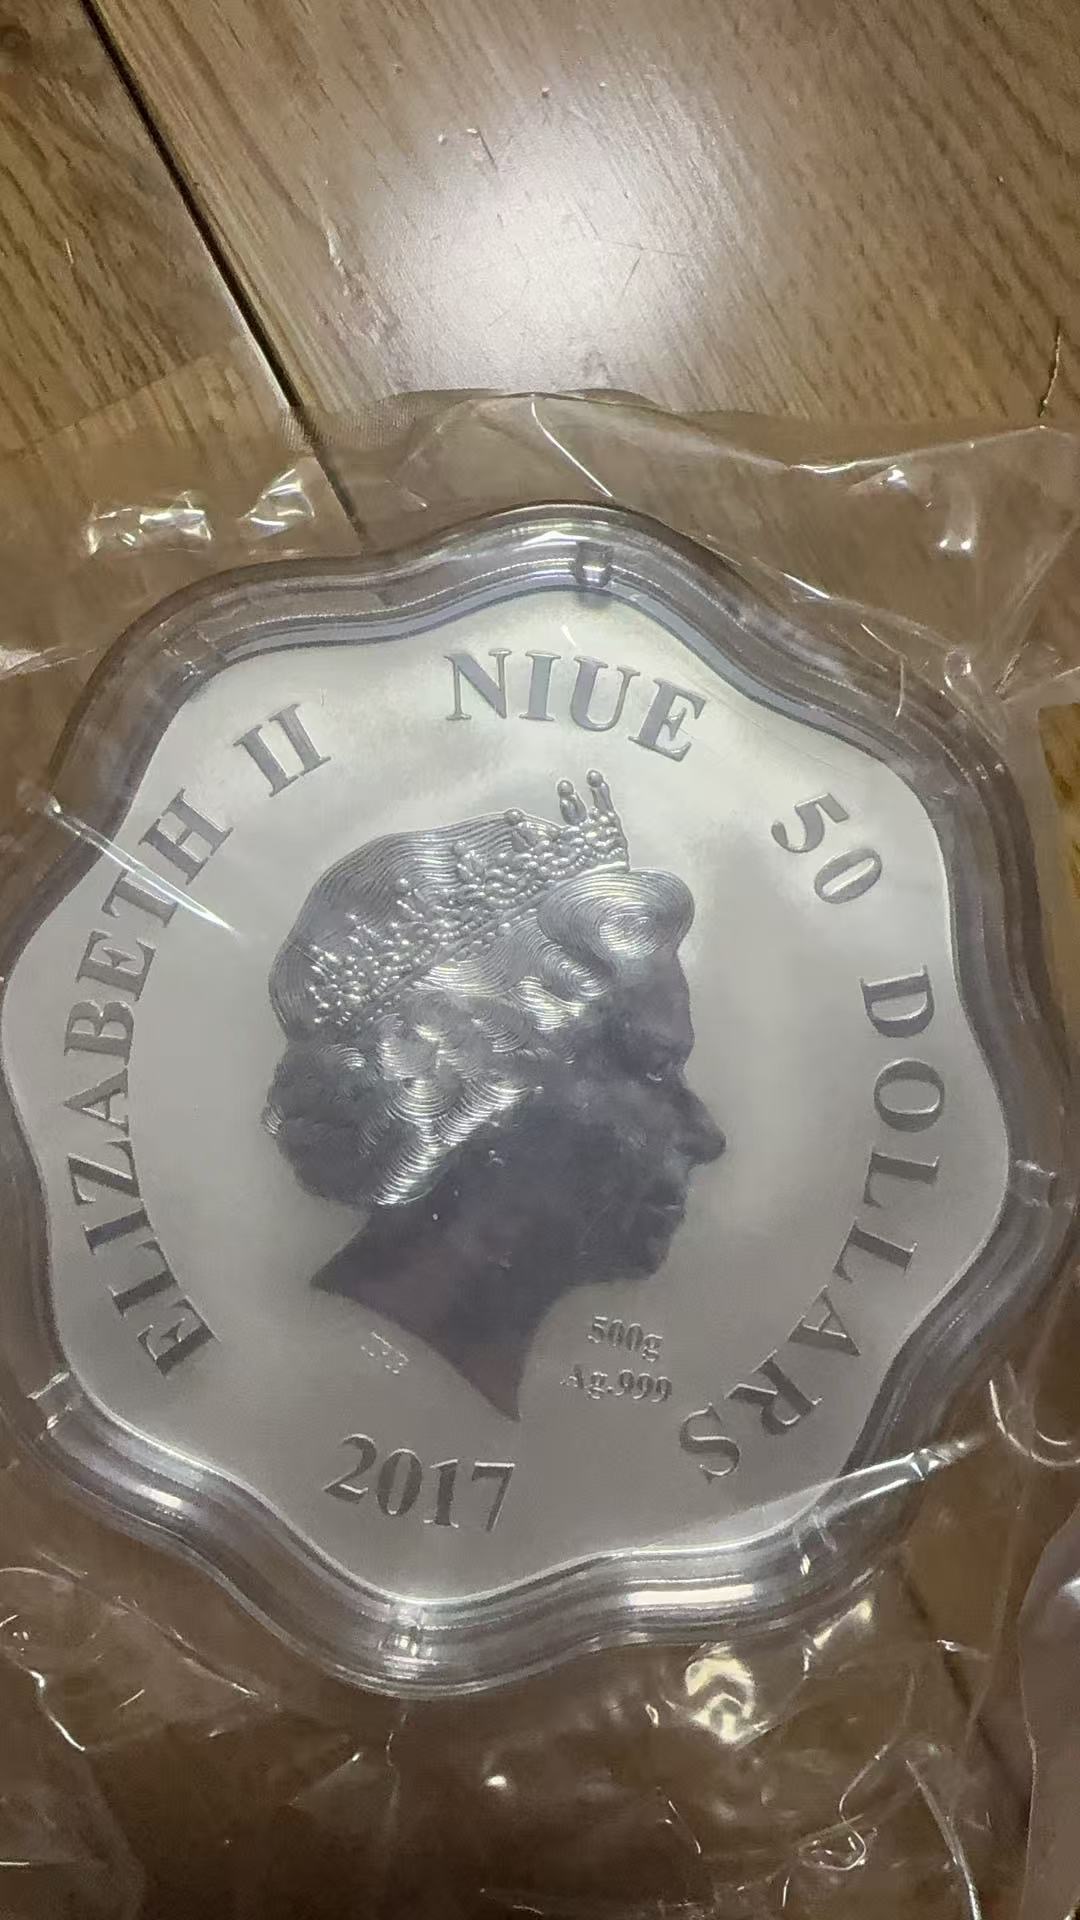 ELIZABETH II
NIUE
50 DOLLARS
500g
Ag.999
2017